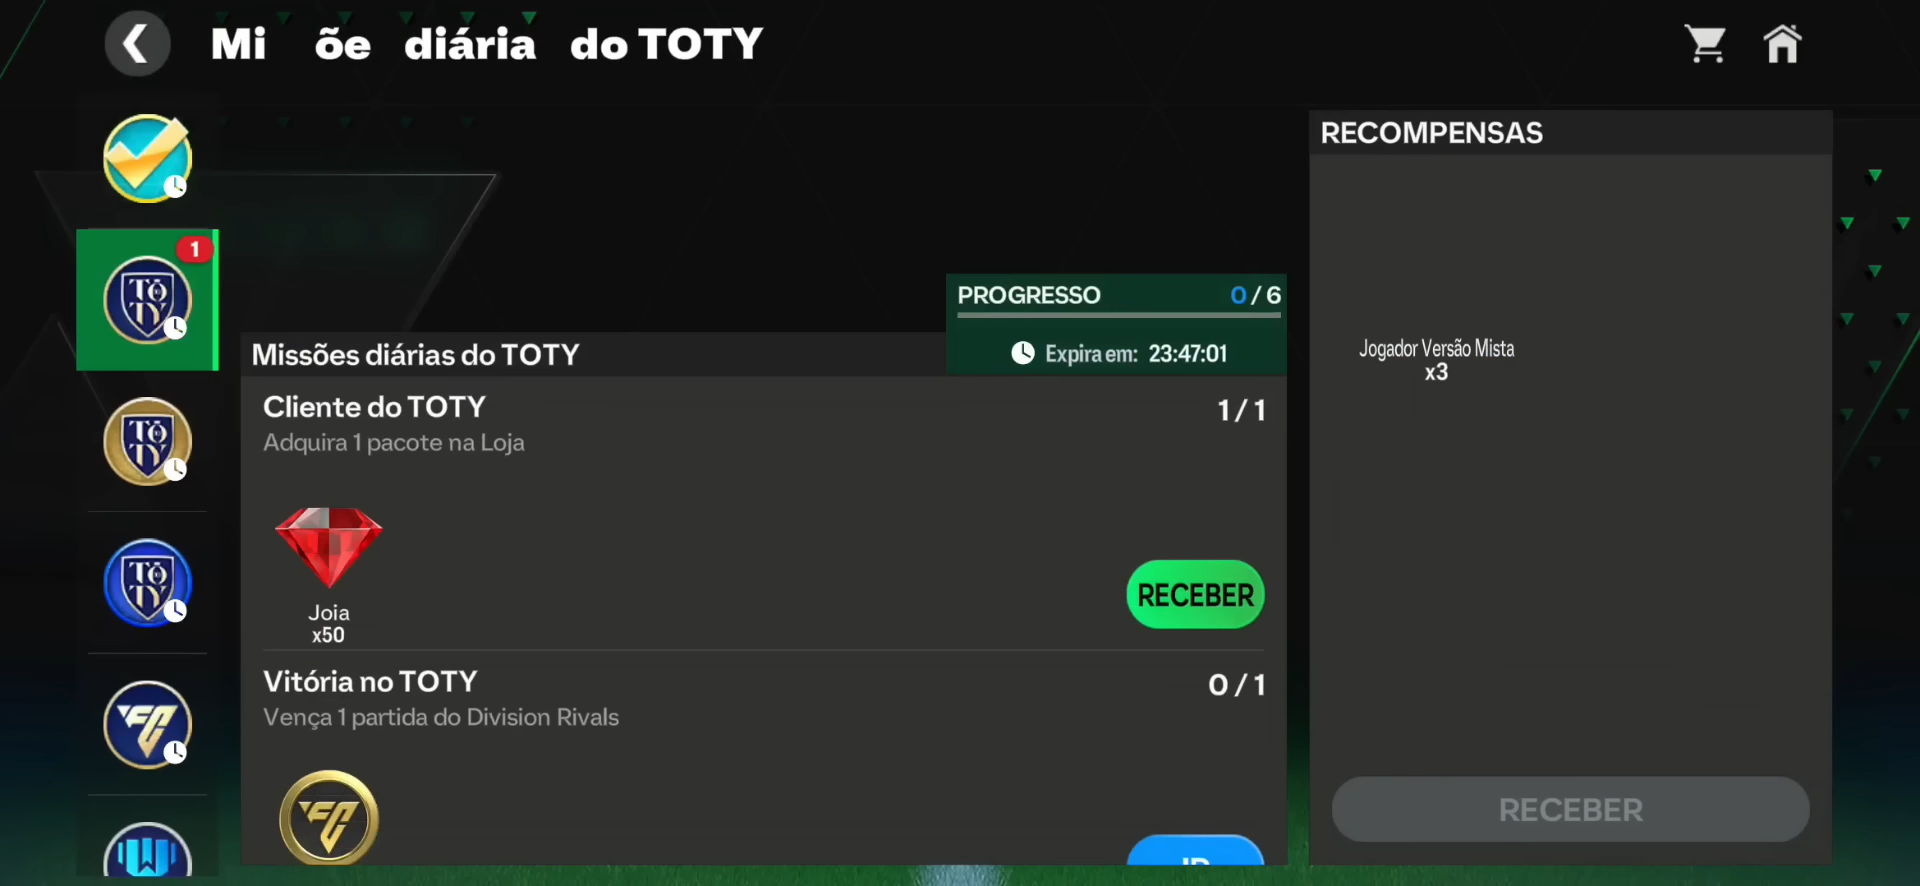 Mi õe diária do TOTY
1
RECOMPENSAS
PROGRESSO 0 / 6
Expira em: 23:47:01
Missões diárias do TOTY
Cliente do TOTY 1 / 1
Adquira 1 pacote na Loja
Joia
x50
RECEBER
Vitória no TOTY 0 / 1
Vença 1 partida do Division Rivals
Jogador Versão Mista
x3
RECEBER